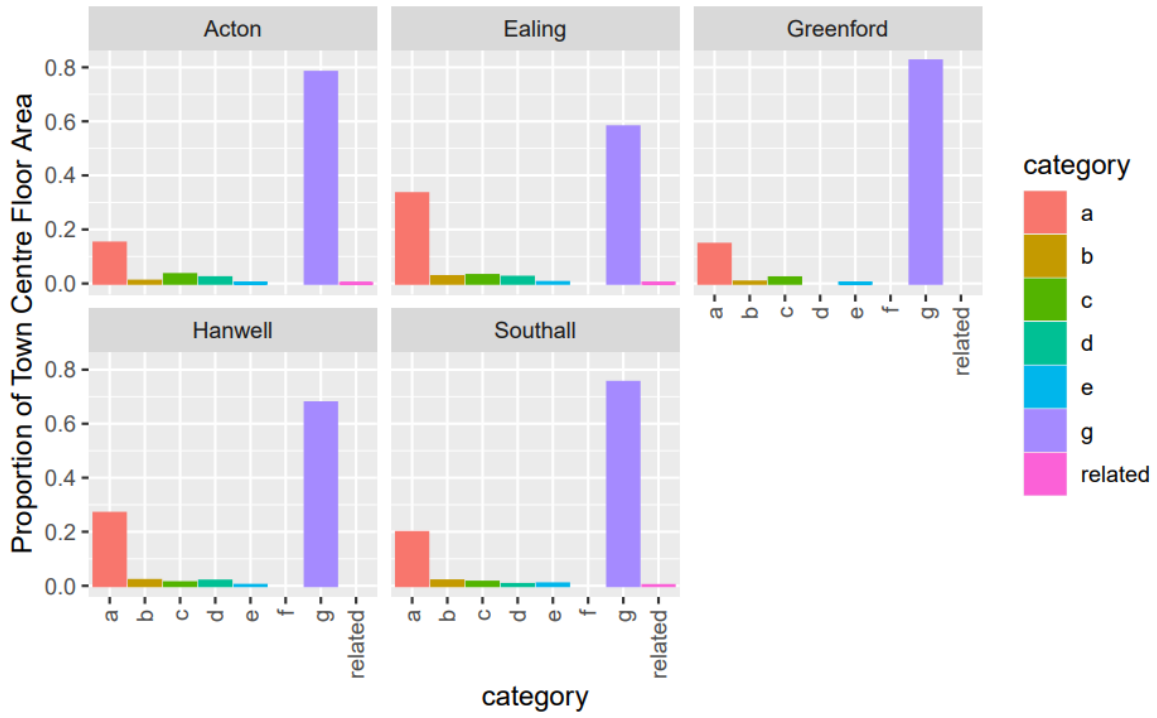 Acton
Ealing
Greenford
0.8
0.6
0.4
0.2
0.0
a b c d e f g related
Hanwell
Southall
0.8
0.6
0.4
0.2
0.0
a b c d e f g related
a b c d e f g related
Proportion of Town Centre Floor Area
category
category
a
b
c
d
e
g
related